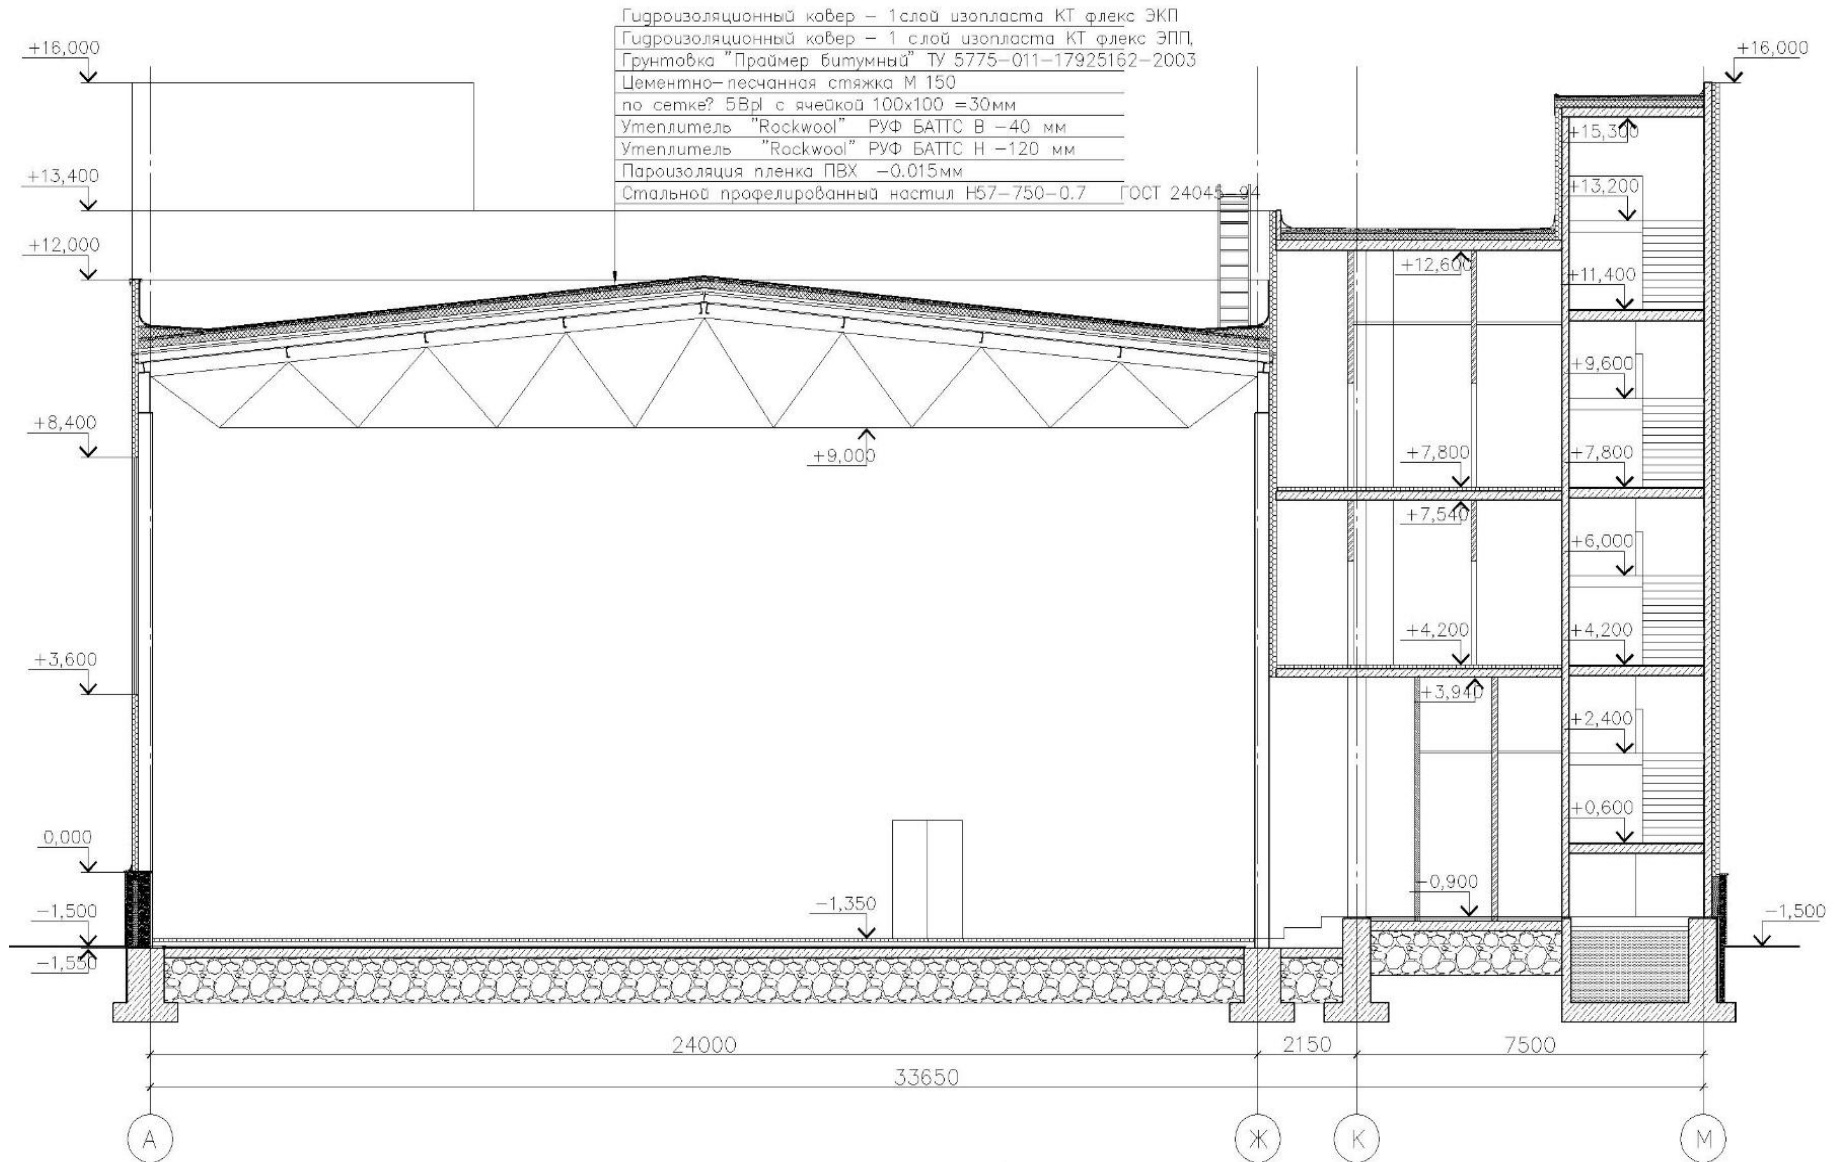 Гидроизоляционный ковер – 1слой изопласта КТ флекс ЭКП
Гидроизоляционный ковер – 1 слой изопласта КТ флекс ЭПП,
Грунтовка "Праймер битумный" ТУ 5775–011–17925162–2003
Цементно–песчанная стяжка М 150
по сетке? 5ВрI с ячейкой 100х100 =30мм
Утеплитель "Rockwool" РУФ БАТТС В –40 мм
Утеплитель "Rockwool" РУФ БАТТС Н –120 мм
Пароизоляция пленка ПВХ –0.015мм
Стальной профелированный настил Н57–750–0.7 ГОСТ 24045–94
+16,000
+13,400
+12,000
+8,400
+3,600
0,000
–1,500
–1,550
+9,000
–1,350
+12,600
+7,800
+7,540
+4,200
+3,940
–0,900
+15,300
+13,200
+11,400
+9,600
+7,800
+6,000
+4,200
+2,400
+0,600
+16,000
–1,500
24000
2150
7500
33650
А
Ж
К
М